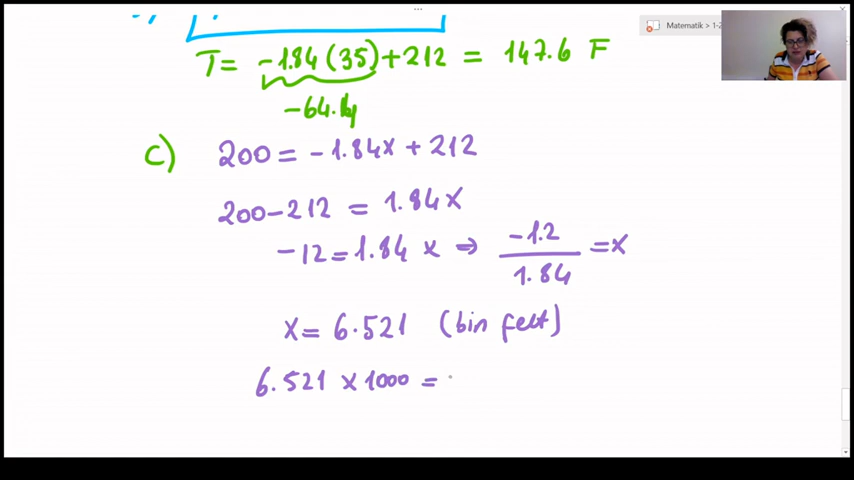 Matematik > 1-2
T = -1.84 (35) + 212 = 147.6 F
-64.4
c) 200 = -1.84x + 212
200 - 212 = 1.84x
-12 = 1.84 x => -1.2 / 1.84 = x
x = 6.521 (bin feet)
6.521 x 1000 =